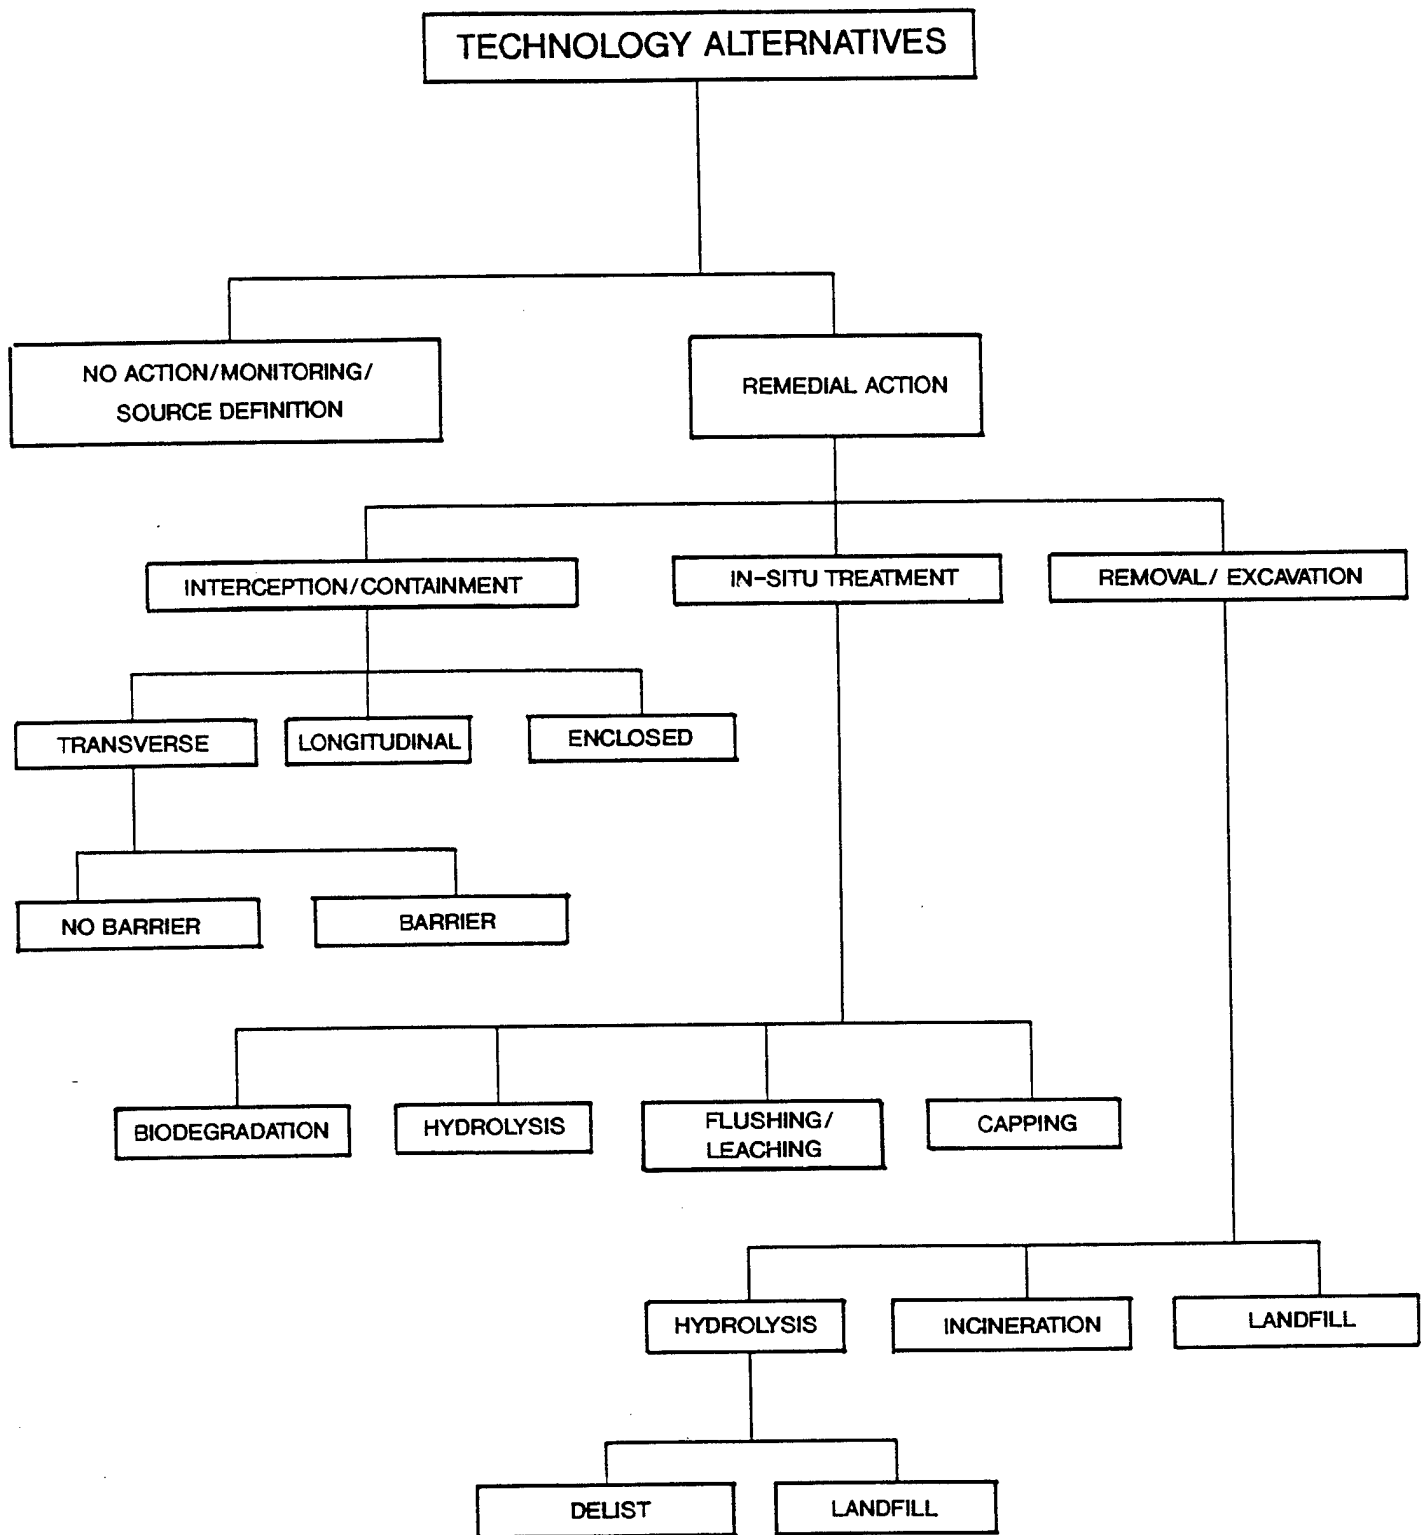 TECHNOLOGY ALTERNATIVES
NO ACTION/MONITORING/
SOURCE DEFINITION
REMEDIAL ACTION
INTERCEPTION/CONTAINMENT
IN-SITU TREATMENT
REMOVAL/ EXCAVATION
TRANSVERSE
LONGITUDINAL
ENCLOSED
NO BARRIER
BARRIER
BIODEGRADATION
HYDROLYSIS
FLUSHING/
LEACHING
CAPPING
HYDROLYSIS
INCINERATION
LANDFILL
DELIST
LANDFILL